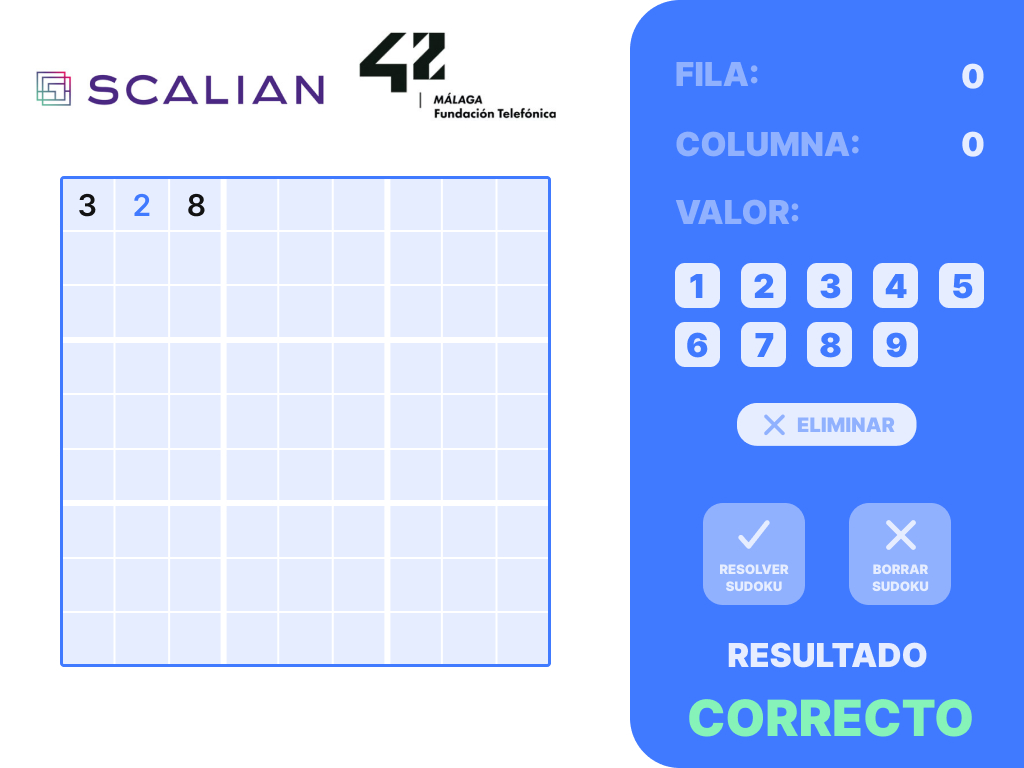 SCALIAN
42
MÁLAGA
Fundación Telefónica
3 2 8
FILA: 0
COLUMNA: 0
VALOR:
1 2 3 4 5
6 7 8 9
ELIMINAR
RESOLVER
SUDOKU
BORRAR
SUDOKU
RESULTADO
CORRECTO